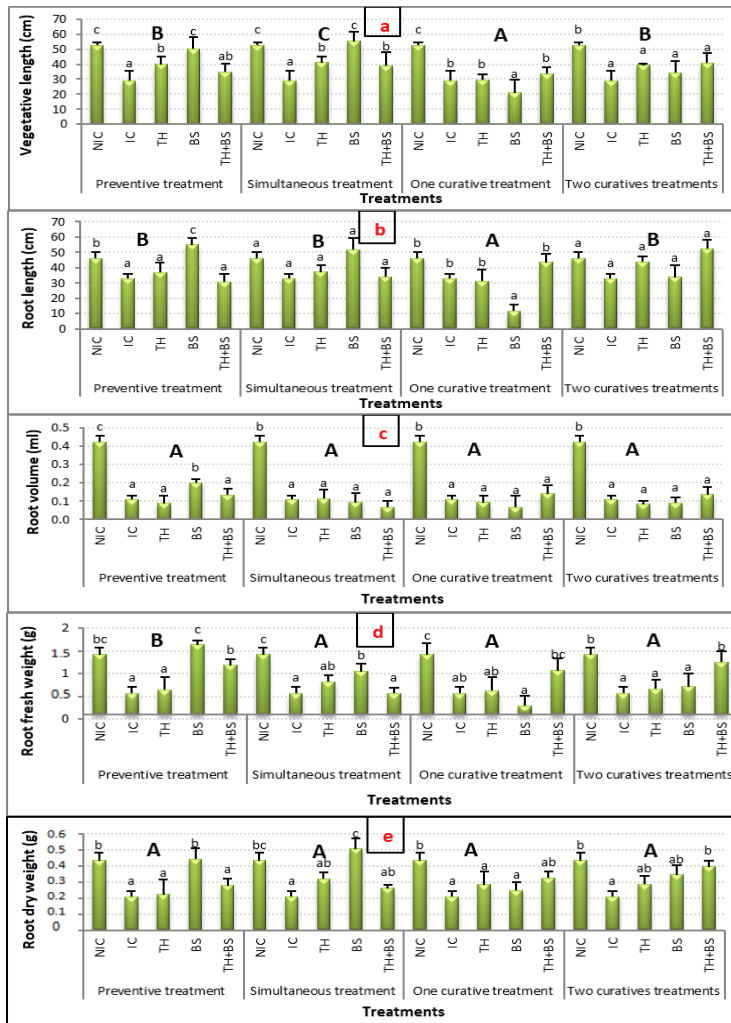 Vegetative length (cm)
70
60
50
40
30
20
10
0
c a b c ab B
c a b c b C
a
c b b a b A
b a a a a B
NIC IC TH BS TH+BS NIC IC TH BS TH+BS NIC IC TH BS TH+BS NIC IC TH BS TH+BS
Preventive treatment Simultaneous treatment One curative treatment Two curatives treatments
Treatments
Root length (cm)
70
60
50
40
30
20
10
0
b a a c a B
a a a a a B
b
b b b a b A
a a a a a B
NIC IC TH BS TH+BS NIC IC TH BS TH+BS NIC IC TH BS TH+BS NIC IC TH BS TH+BS
Preventive treatment Simultaneous treatment One curative treatment Two curatives treatments
Treatments
Root volume (ml)
0.5
0.4
0.3
0.2
0.1
0.0
c a a b a A
b a a a a A
c
b a a a a A
b a a a a A
NIC IC TH BS TH+BS NIC IC TH BS TH+BS NIC IC TH BS TH+BS NIC IC TH BS TH+BS
Preventive treatment Simultaneous treatment One curative treatment Two curatives treatments
Treatments
Root fresh weight (g)
2
1.5
1
0.5
0
bc a a c b B
c a ab b a A
d
c ab ab a bc A
b a a a b A
NIC IC TH BS TH+BS NIC IC TH BS TH+BS NIC IC TH BS TH+BS NIC IC TH BS TH+BS
Preventive treatment Simultaneous treatment One curative treatment Two curatives treatments
Treatments
Root dry weight (g)
0.6
0.5
0.4
0.3
0.2
0.1
0
b a a b a A
bc a ab c ab A
e
b a a a ab A
b a ab ab b A
NIC IC TH BS TH+BS NIC IC TH BS TH+BS NIC IC TH BS TH+BS NIC IC TH BS TH+BS
Preventive treatment Simultaneous treatment One curative treatment Two curatives treatments
Treatments